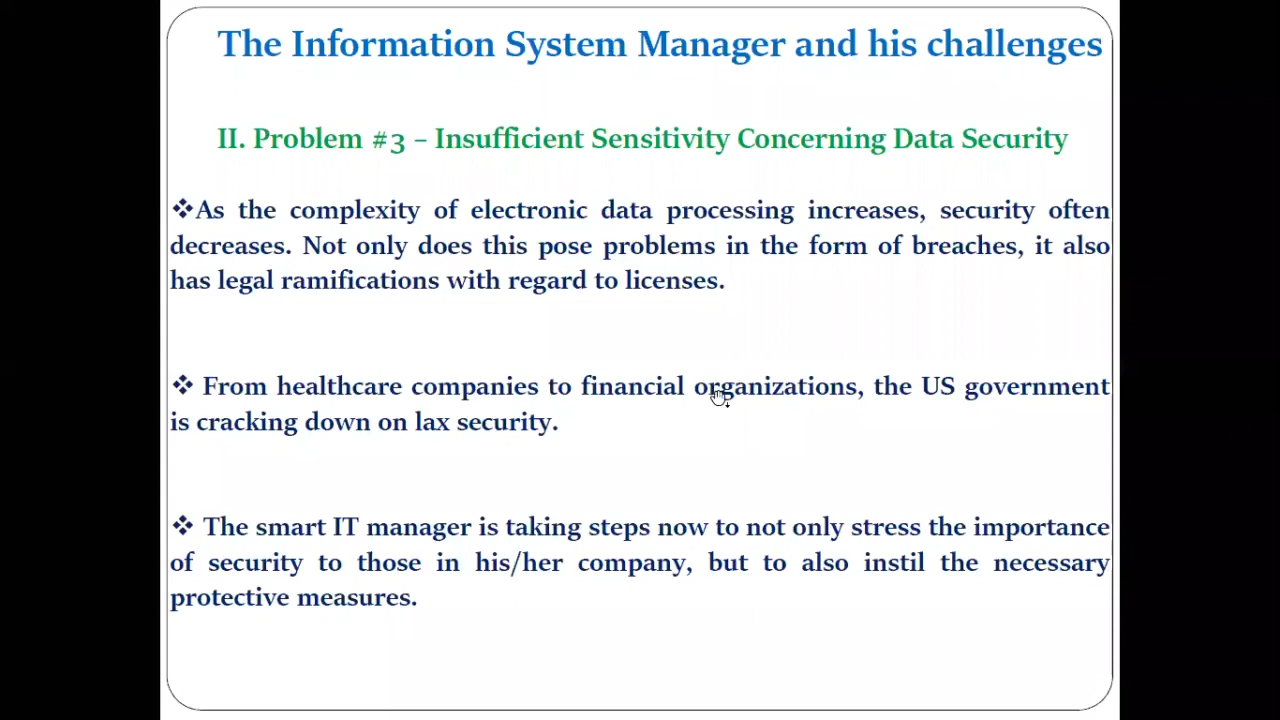 The Information System Manager and his challenges
II. Problem #3 – Insufficient Sensitivity Concerning Data Security
❖As the complexity of electronic data processing increases, security often
decreases. Not only does this pose problems in the form of breaches, it also
has legal ramifications with regard to licenses.
❖ From healthcare companies to financial organizations, the US government
is cracking down on lax security.
❖ The smart IT manager is taking steps now to not only stress the importance
of security to those in his/her company, but to also instil the necessary
protective measures.